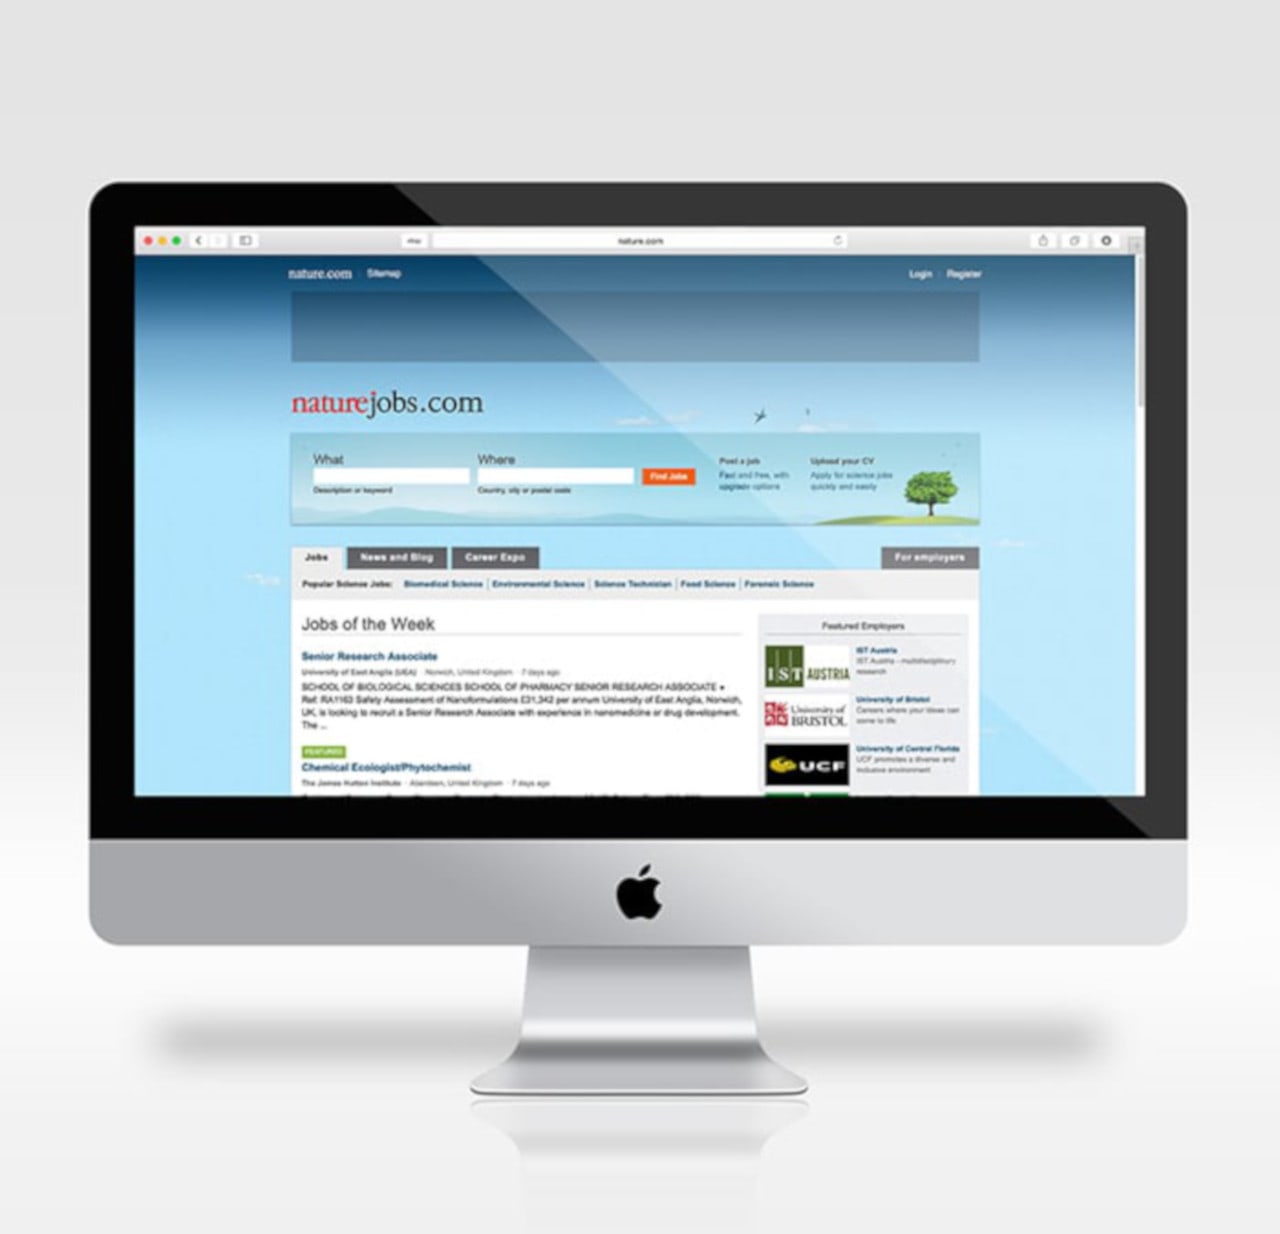 nature.com
nature.com Sitemap Login Register
naturejobs.com
What Where Find Jobs Post a job Upload your CV
Fast and free, with Apply for science jobs
Description or keyword Country, city or postal code upgrade options quickly and easily
Jobs News and Blog Career Expo For employers
Popular Science Jobs: Biomedical Science Environmental Science Science Technician Food Science Forensic Science
Jobs of the Week
Senior Research Associate
University of East Anglia (UEA) Norwich, United Kingdom 7 days ago
SCHOOL OF BIOLOGICAL SCIENCES SCHOOL OF PHARMACY SENIOR RESEARCH ASSOCIATE •
Ref: RA1163 Safety Assessment of Nanoformulations £31,342 per annum University of East Anglia, Norwich,
UK, is looking to recruit a Senior Research Associate with experience in nanomedicine or drug development.
The ...
FEATURED
Chemical Ecologist/Phytochemist
The James Hutton Institute Aberdeen, United Kingdom 7 days ago
Featured Employers
IST AUSTRIA
IST Austria
IST Austria - multidisciplinary
research
University of
BRISTOL
University of Bristol
Careers where your ideas can
come to life
UCF
University of Central Florida
UCF promotes a diverse and
inclusive environment